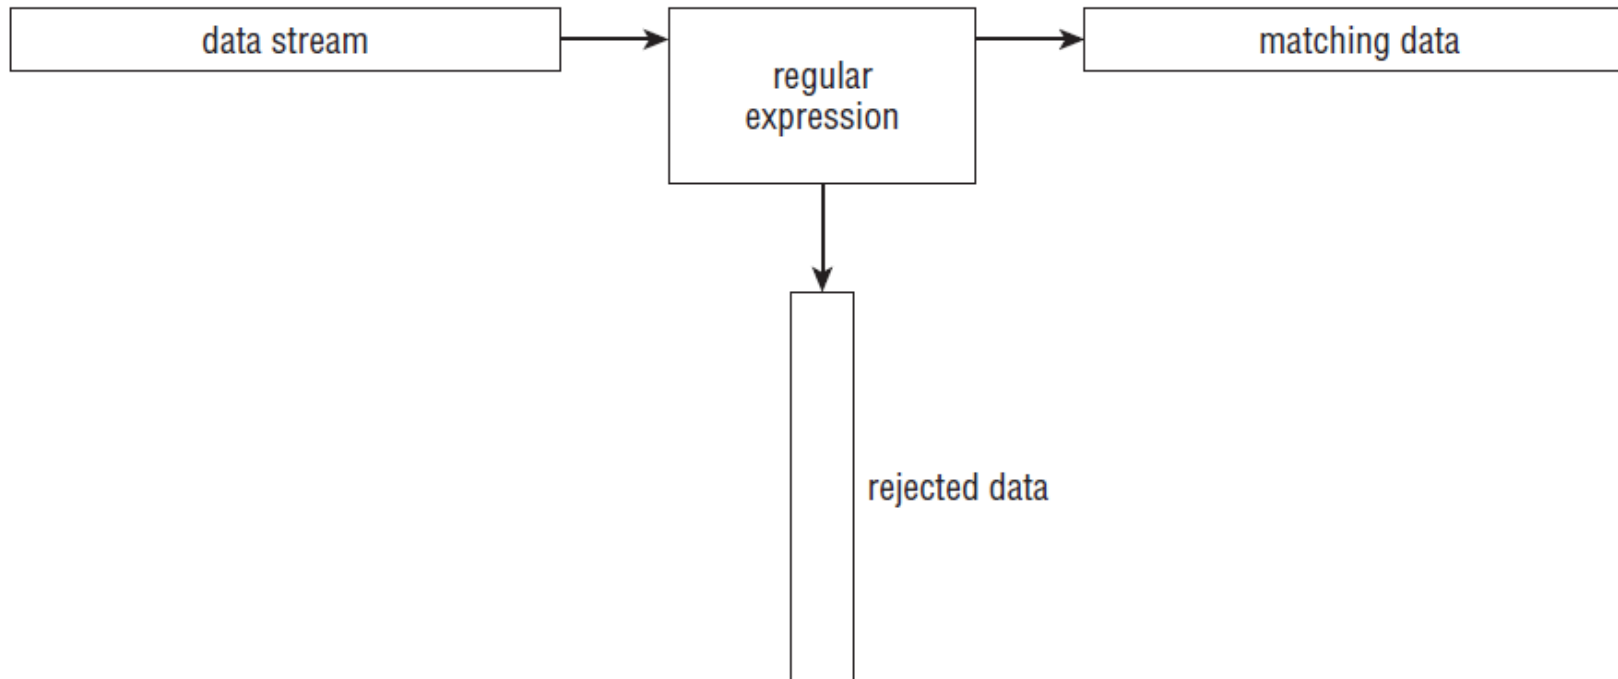 data stream
regular
expression
matching data
rejected data